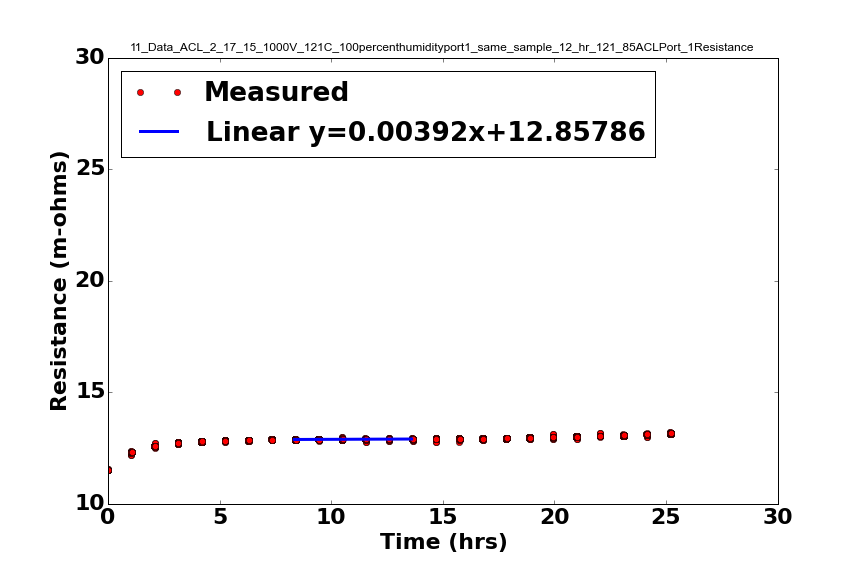 11_Data_ACL_2_17_15_1000V_121C_100percenthumidityport1_same_sample_12_hr_121_85ACLPort_1Resistance
30
25
20
15
10
Resistance (m-ohms)
Measured
Linear y=0.00392x+12.85786
0 5 10 15 20 25 30
Time (hrs)